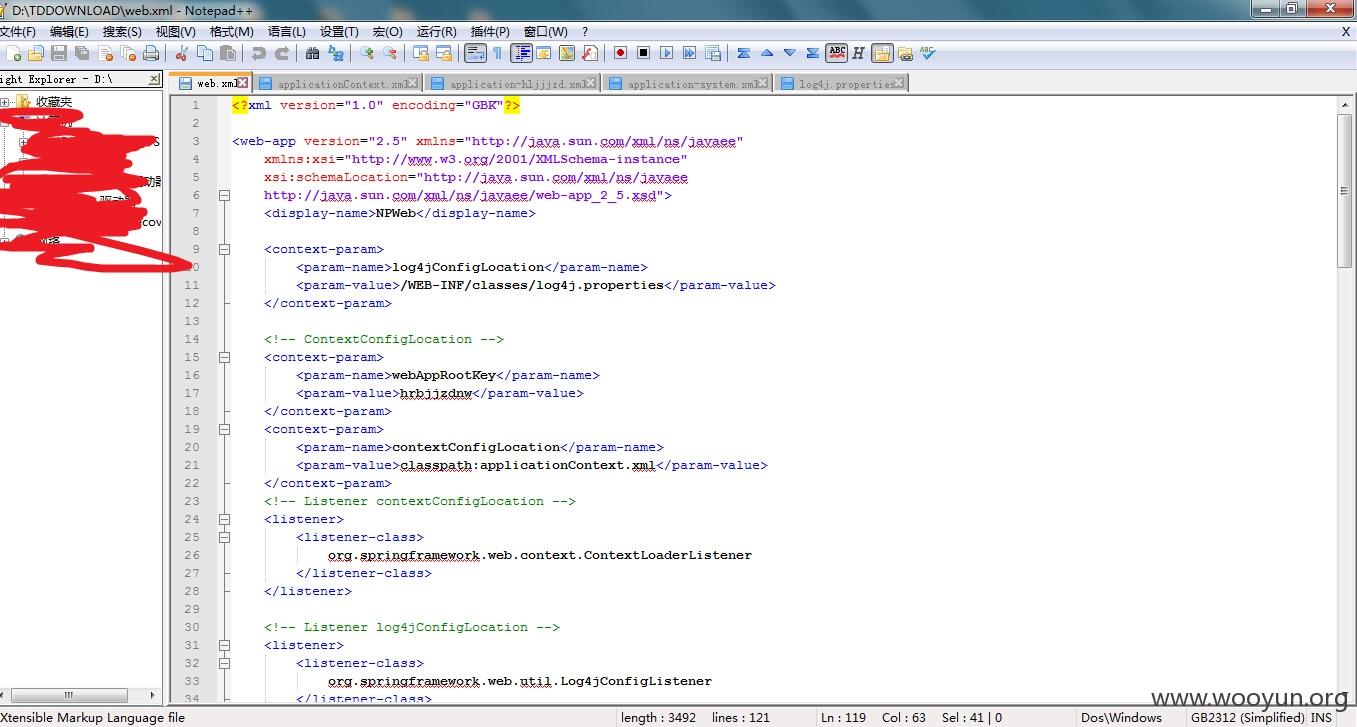 D:\TDDOWNLOAD\web.xml - Notepad++
文件(F) 编辑(E) 搜索(S) 视图(V) 格式(M) 语言(L) 设置(T) 宏(O) 运行(R) 插件(P) 窗口(W) ? X
ight Explorer - D:\
web.xml applicationContext.xml application-hljjjzd.xml application-system.xml log4j.properties
收藏夹
1 <?xml version="1.0" encoding="GBK"?>
2
3 <web-app version="2.5" xmlns="http://java.sun.com/xml/ns/javaee"
4 xmlns:xsi="http://www.w3.org/2001/XMLSchema-instance"
5 xsi:schemaLocation="http://java.sun.com/xml/ns/javaee
6 http://java.sun.com/xml/ns/javaee/web-app_2_5.xsd">
7 <display-name>NPWeb</display-name>
8
9 <context-param>
10 <param-name>log4jConfigLocation</param-name>
11 <param-value>/WEB-INF/classes/log4j.properties</param-value>
12 </context-param>
13
14 <!-- ContextConfigLocation -->
15 <context-param>
16 <param-name>webAppRootKey</param-name>
17 <param-value>hrbjjzdnw</param-value>
18 </context-param>
19 <context-param>
20 <param-name>contextConfigLocation</param-name>
21 <param-value>classpath:applicationContext.xml</param-value>
22 </context-param>
23 <!-- Listener contextConfigLocation -->
24 <listener>
25 <listener-class>
26 org.springframework.web.context.ContextLoaderListener
27 </listener-class>
28 </listener>
29
30 <!-- Listener log4jConfigLocation -->
31 <listener>
32 <listener-class>
33 org.springframework.web.util.Log4jConfigListener
34 </listener-class>
www.wooyun.org
Xtensible Markup Language file length : 3492 lines : 121 Ln : 119 Col : 63 Sel : 41 | 0 Dos\Windows GB2312 (Simplified) INS